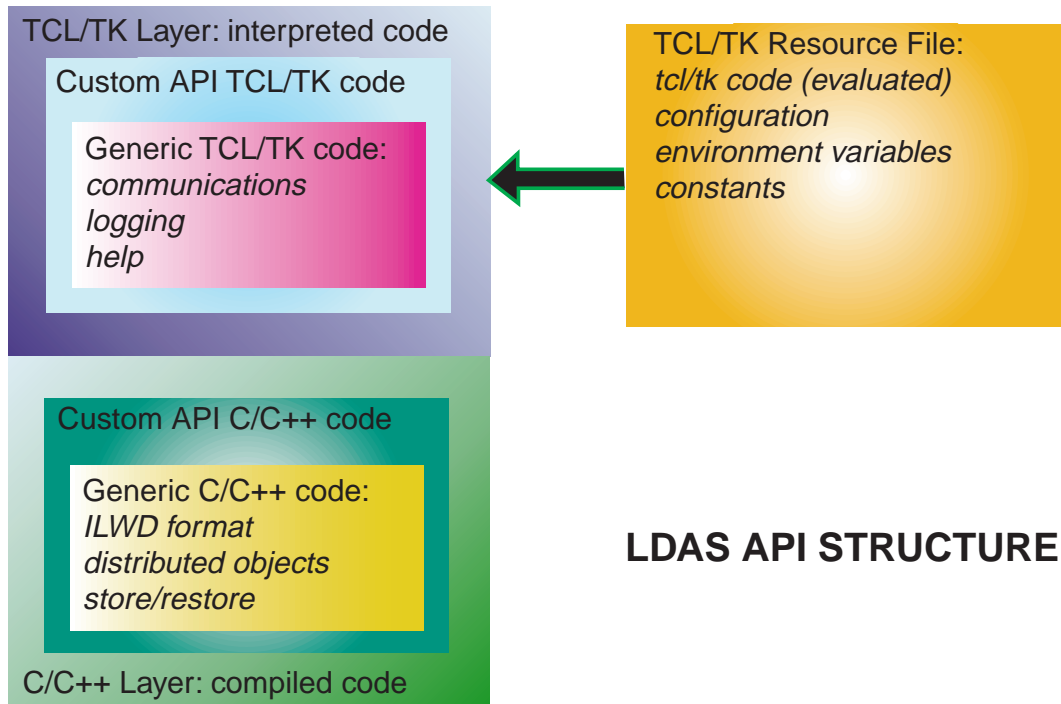 TCL/TK Layer: interpreted code
Custom API TCL/TK code
Generic TCL/TK code:
communications
logging
help
TCL/TK Resource File:
tcl/tk code (evaluated)
configuration
environment variables
constants
Custom API C/C++ code
Generic C/C++ code:
ILWD format
distributed objects
store/restore
C/C++ Layer: compiled code
LDAS API STRUCTURE